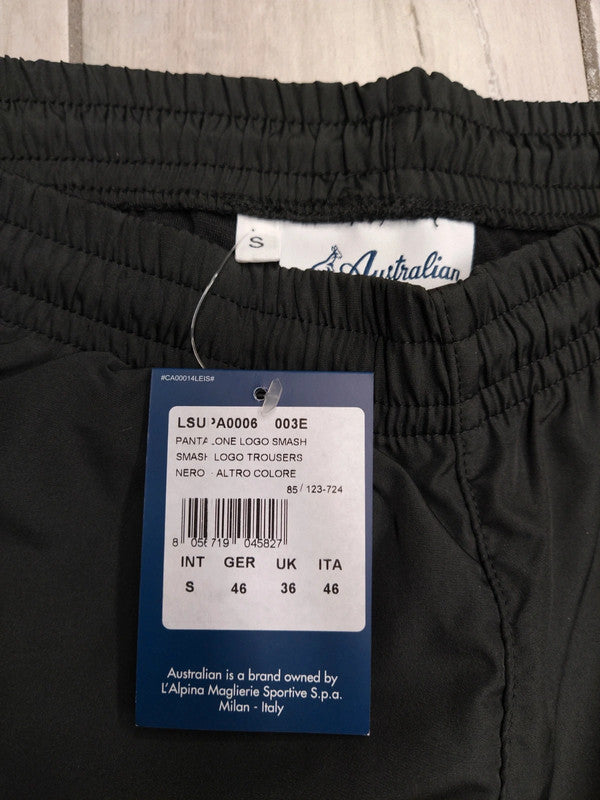 S
Australian
#CA00014LEIS#
LSUPA0006 003E
PANTALONE LOGO SMASH
SMASH LOGO TROUSERS
NERO - ALTRO COLORE
85 / 123-724
8 056719 045827
INT GER UK ITA
S 46 36 46
Australian is a brand owned by
L'Alpina Maglierie Sportive S.p.a.
Milan - Italy